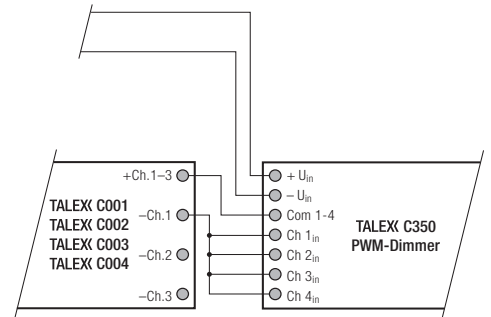 +Ch.1–3
TALEXX C001
TALEXX C002
TALEXX C003
TALEXX C004
–Ch.1
–Ch.2
–Ch.3
+ Uin
– Uin
Com 1-4
Ch 1in
Ch 2in
Ch 3in
Ch 4in
TALEXX C350
PWM-Dimmer